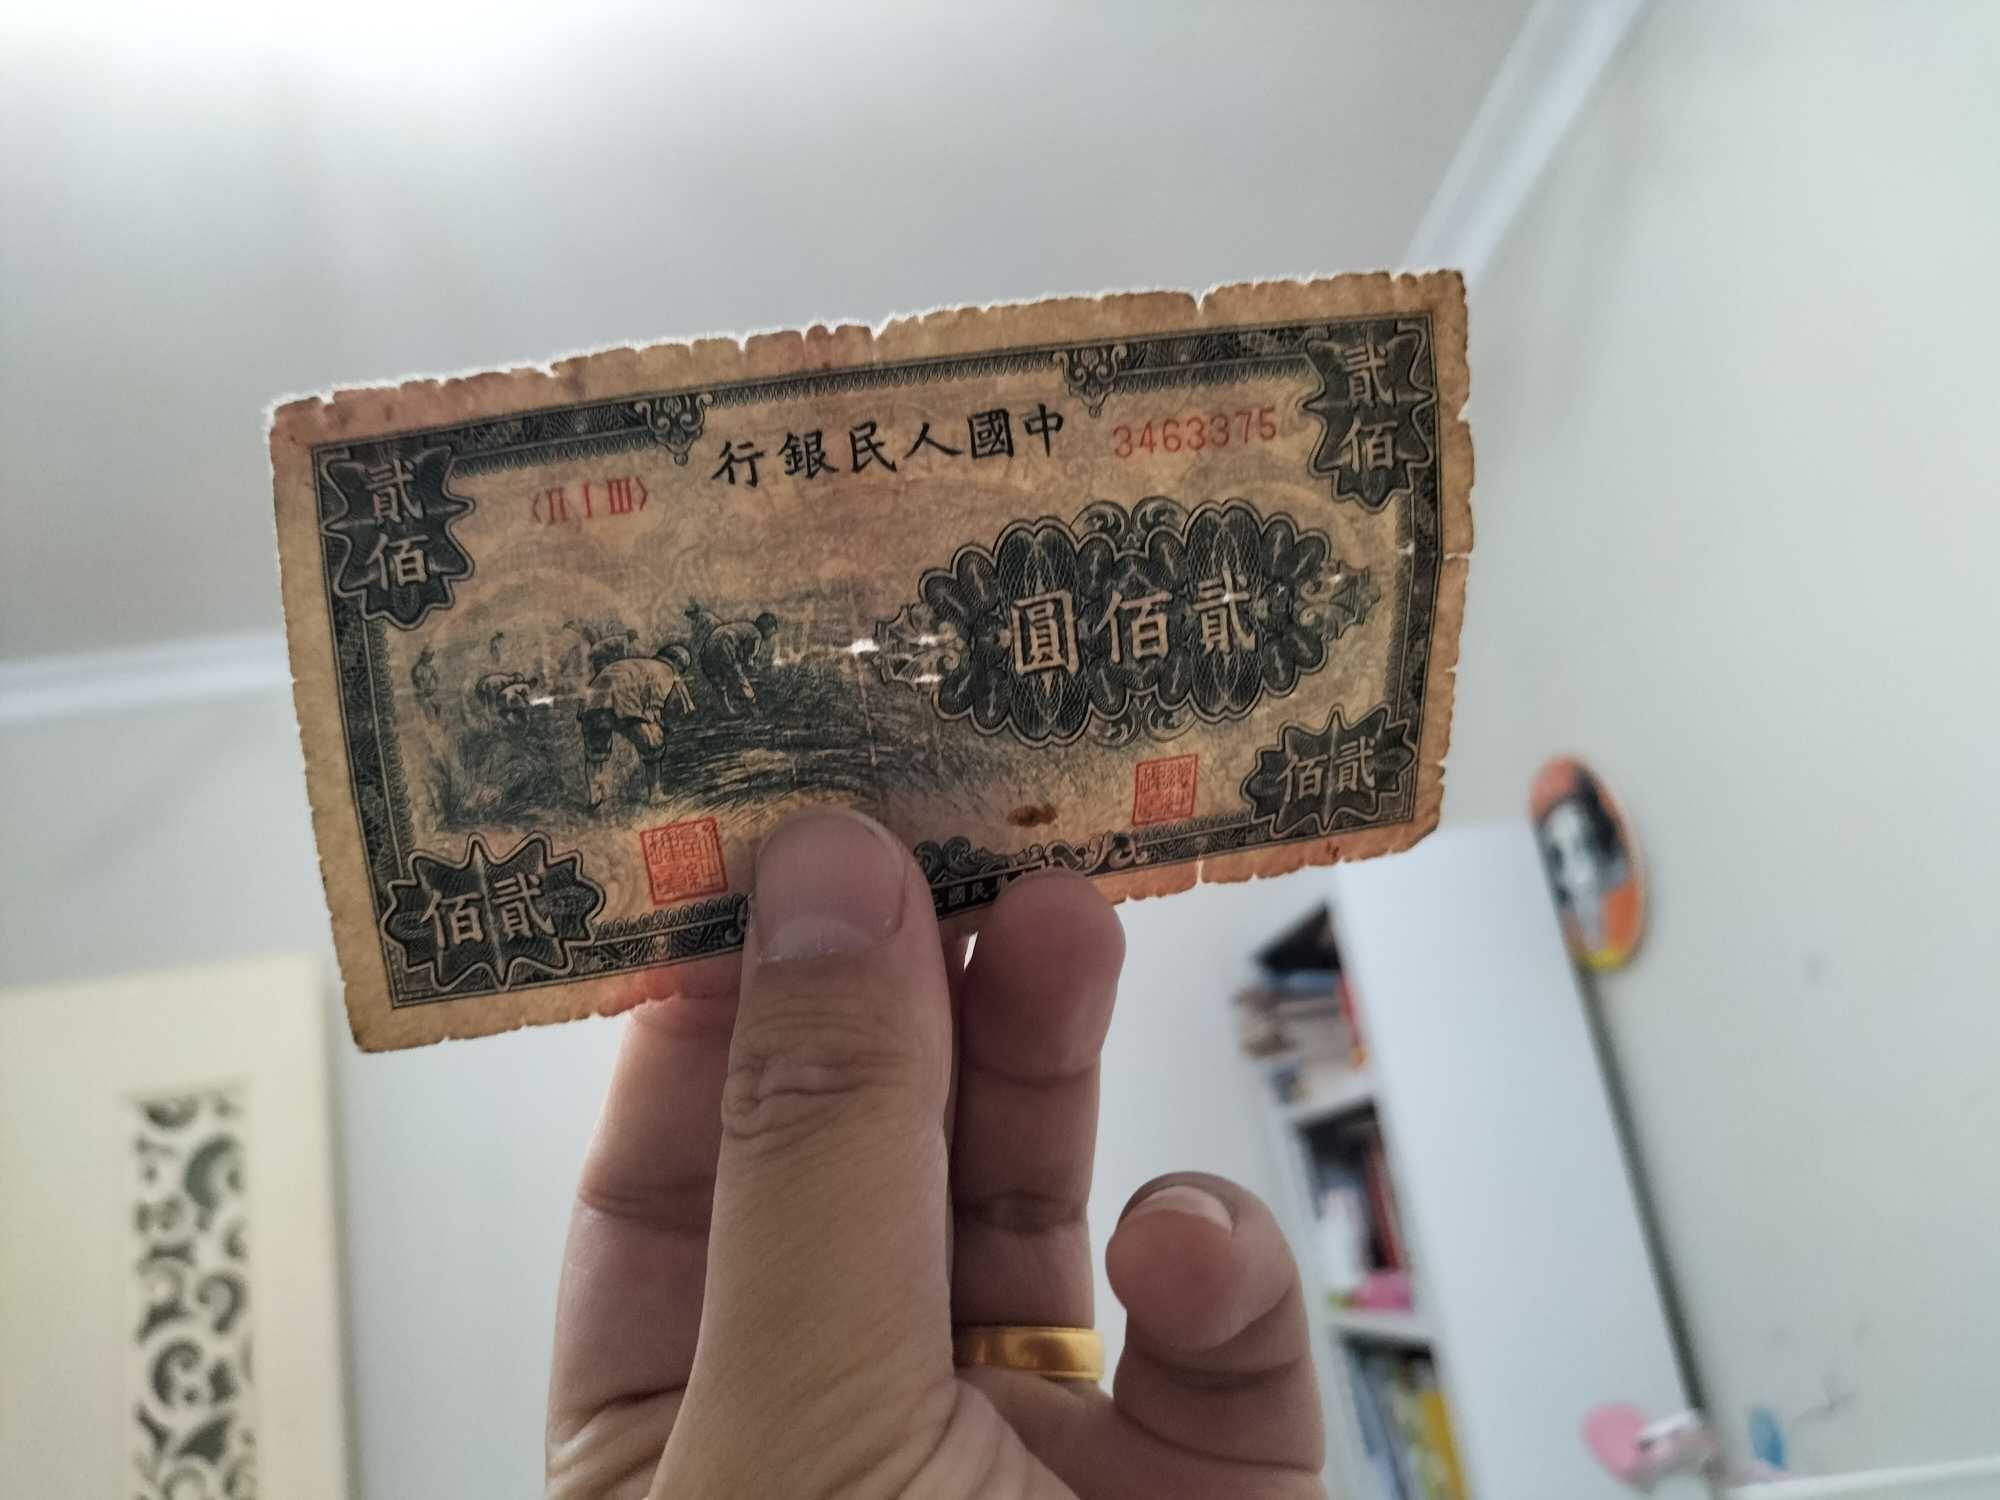 行銀民人國中
3463375
〈II I III〉
貳佰
貳佰
圓佰貳
佰貳
佰貳